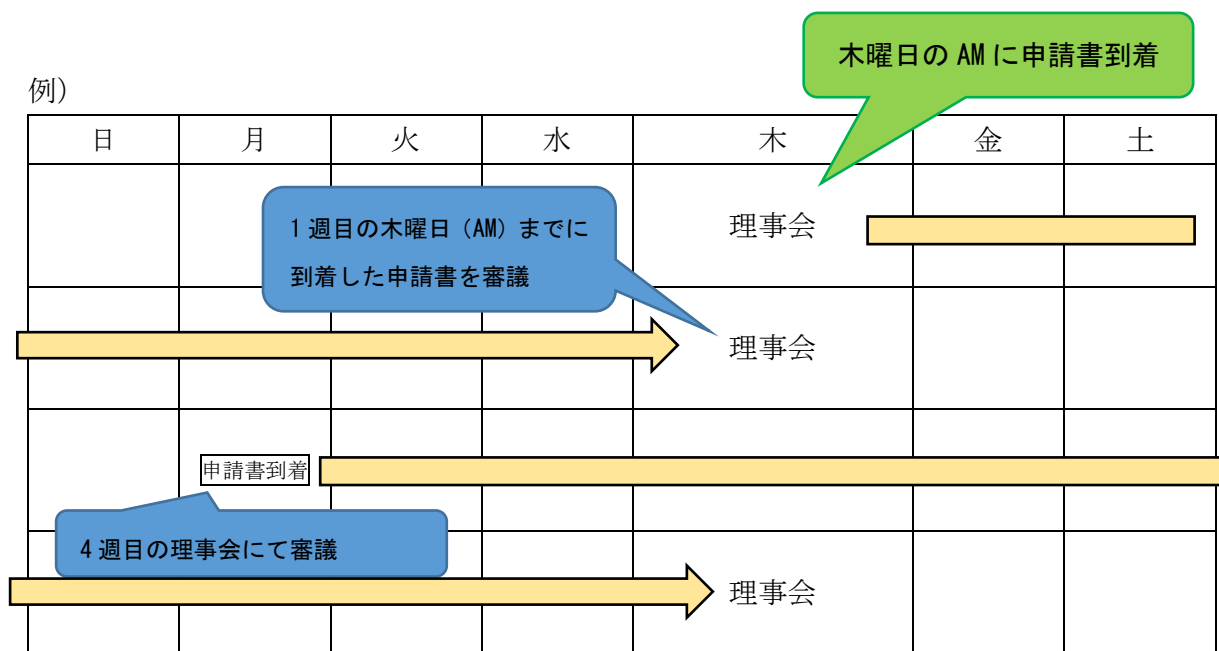 木曜日の AM に申請書到着
例）
日 月 火 水 木 金 土
理事会
1 週目の木曜日（AM）までに
到着した申請書を審議
理事会
申請書到着
4 週目の理事会にて審議
理事会